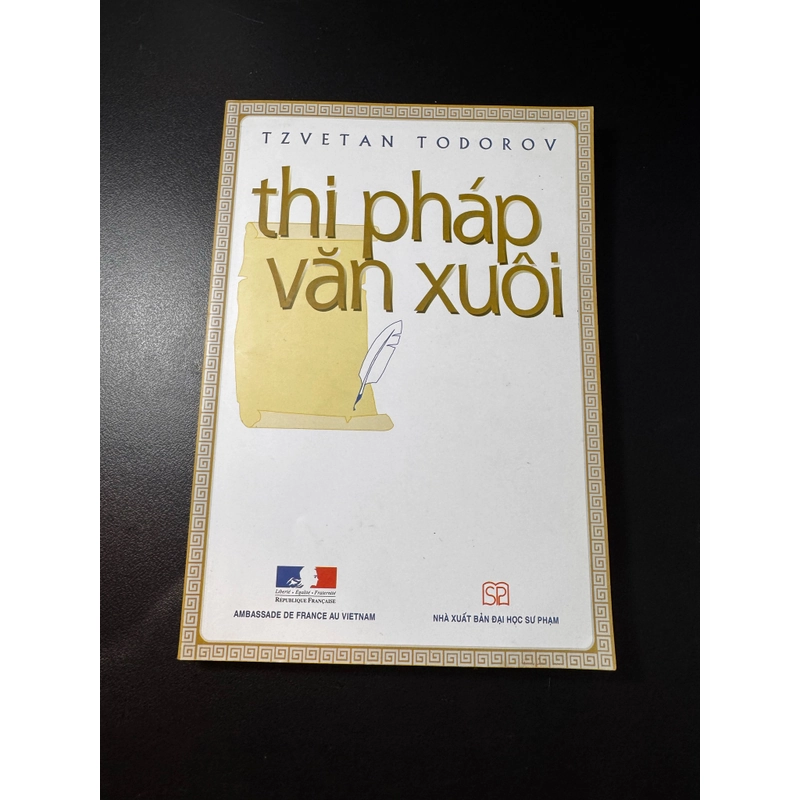 TZVETAN TODOROV
thi pháp
văn xuôi
Liberté • Égalité • Fraternité
RÉPUBLIQUE FRANÇAISE
AMBASSADE DE FRANCE AU VIETNAM
SP
NHÀ XUẤT BẢN ĐẠI HỌC SƯ PHẠM